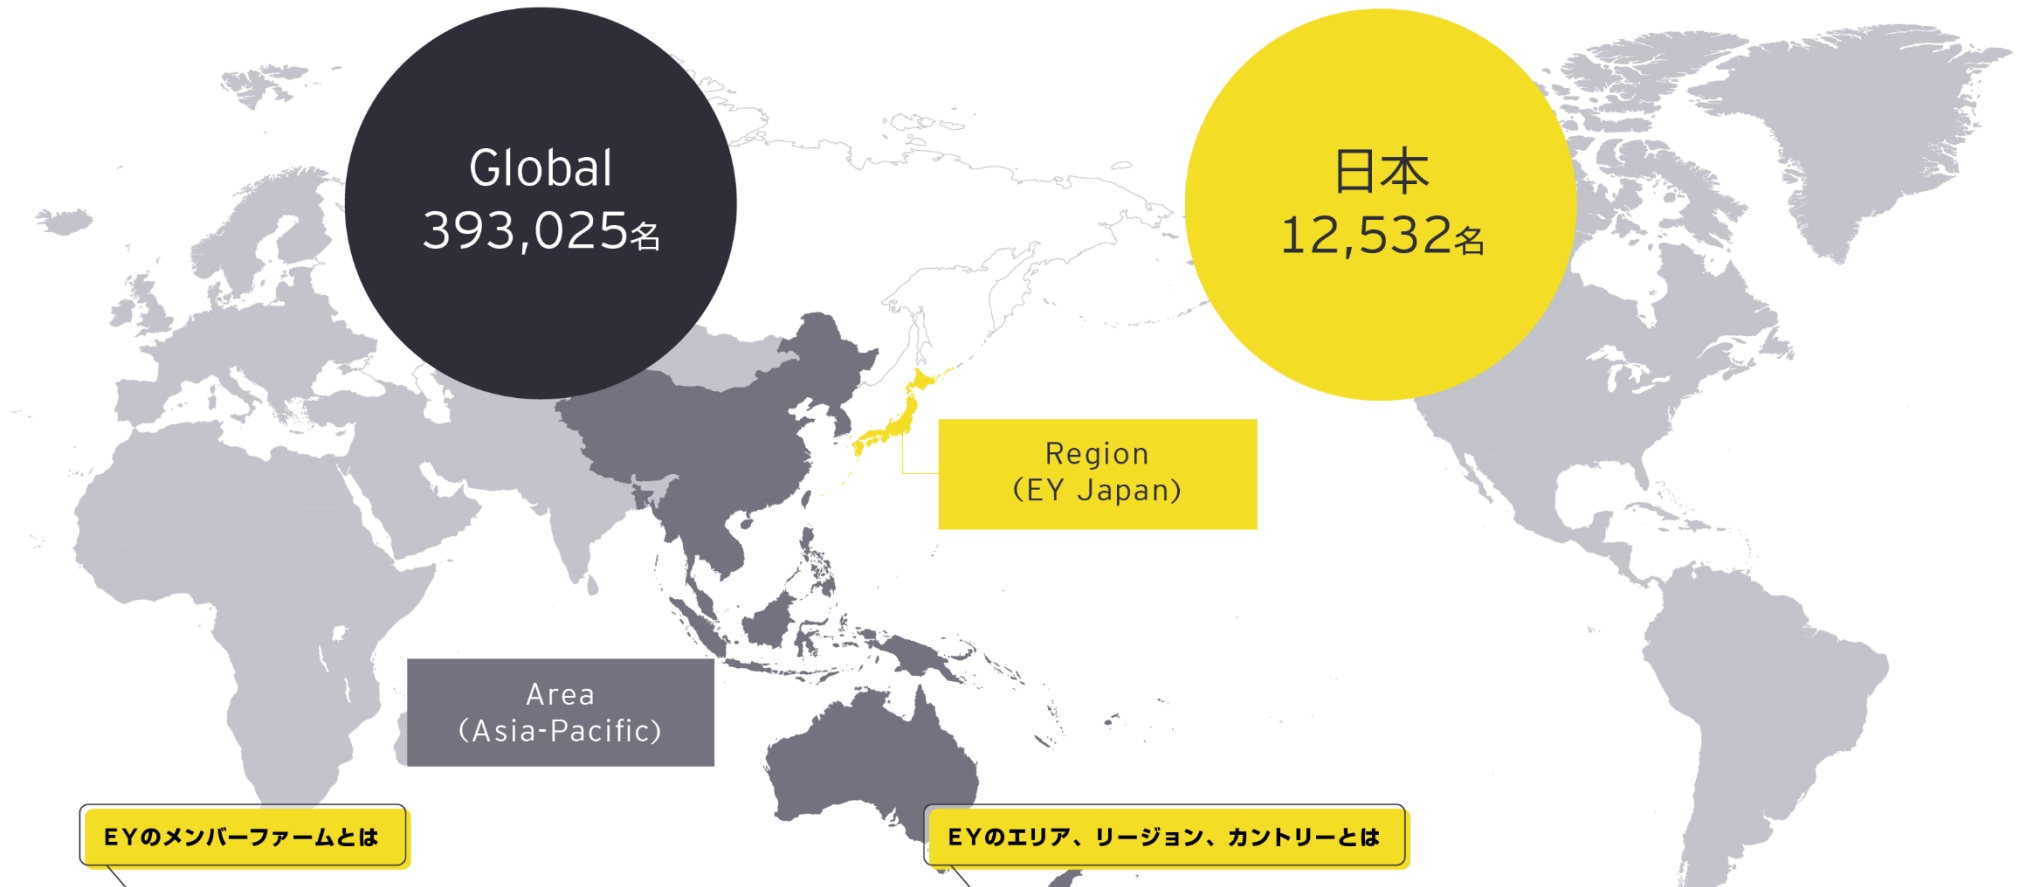 Global
393,025名
日本
12,532名
Region
(EY Japan)
Area
(Asia-Pacific)
EYのメンバーファームとは
EYのエリア、リージョン、カントリーとは